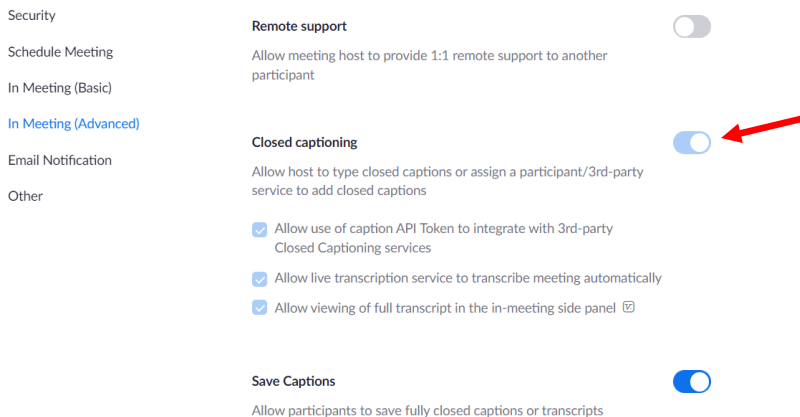 Security
Schedule Meeting
In Meeting (Basic)
In Meeting (Advanced)
Email Notification
Other
Remote support
Allow meeting host to provide 1:1 remote support to another
participant
Closed captioning
Allow host to type closed captions or assign a participant/3rd-party
service to add closed captions
Allow use of caption API Token to integrate with 3rd-party
Closed Captioning services
Allow live transcription service to transcribe meeting automatically
Allow viewing of full transcript in the in-meeting side panel
Save Captions
Allow participants to save fully closed captions or transcripts